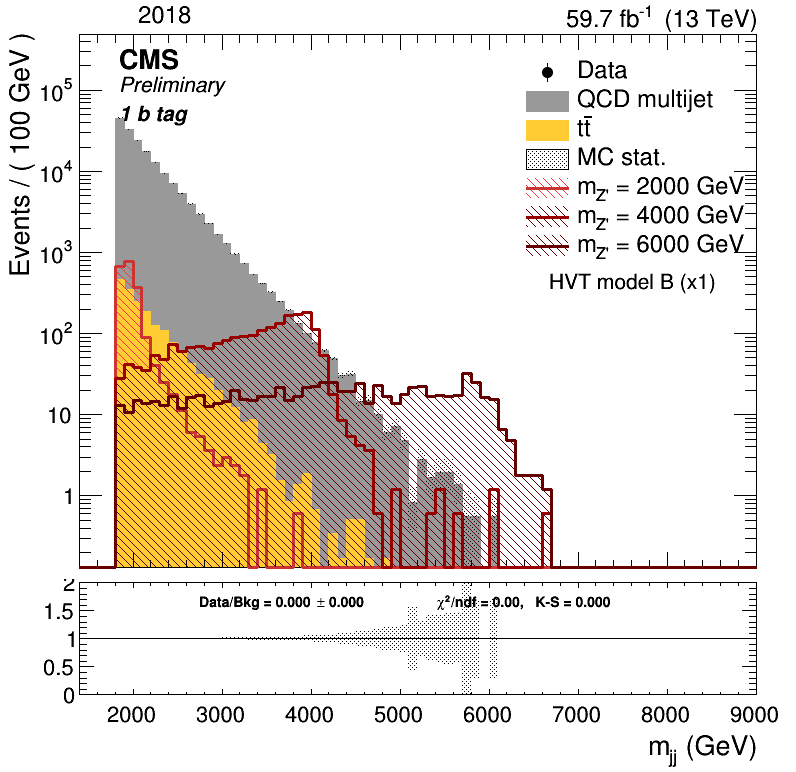 2018 59.7 fb⁻¹ (13 TeV)
CMS
Preliminary
1 b tag
Data
QCD multijet
tt̄
MC stat.
m_Z' = 2000 GeV
m_Z' = 4000 GeV
m_Z' = 6000 GeV
HVT model B (x1)
Events / ( 100 GeV )
10⁵
10⁴
10³
10²
10
1
Data/Bkg = 0.000 ± 0.000 χ²/ndf = 0.00, K-S = 0.000
2
1.5
1
0.5
0
2000 3000 4000 5000 6000 7000 8000 9000
m_jj (GeV)